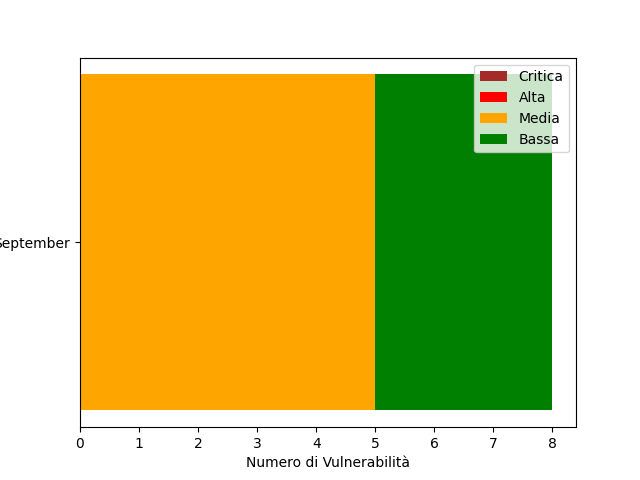 Critica
Alta
Media
Bassa
September
0 1 2 3 4 5 6 7 8
Numero di Vulnerabilità